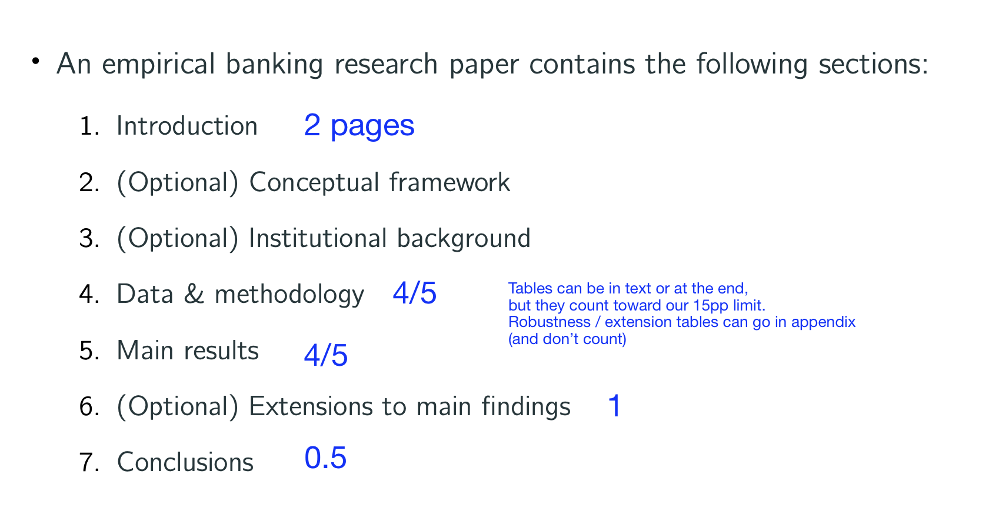 • An empirical banking research paper contains the following sections:
1. Introduction 2 pages
2. (Optional) Conceptual framework
3. (Optional) Institutional background
4. Data & methodology 4/5
Tables can be in text or at the end,
but they count toward our 15pp limit.
Robustness / extension tables can go in appendix
(and don’t count)
5. Main results 4/5
6. (Optional) Extensions to main findings 1
7. Conclusions 0.5